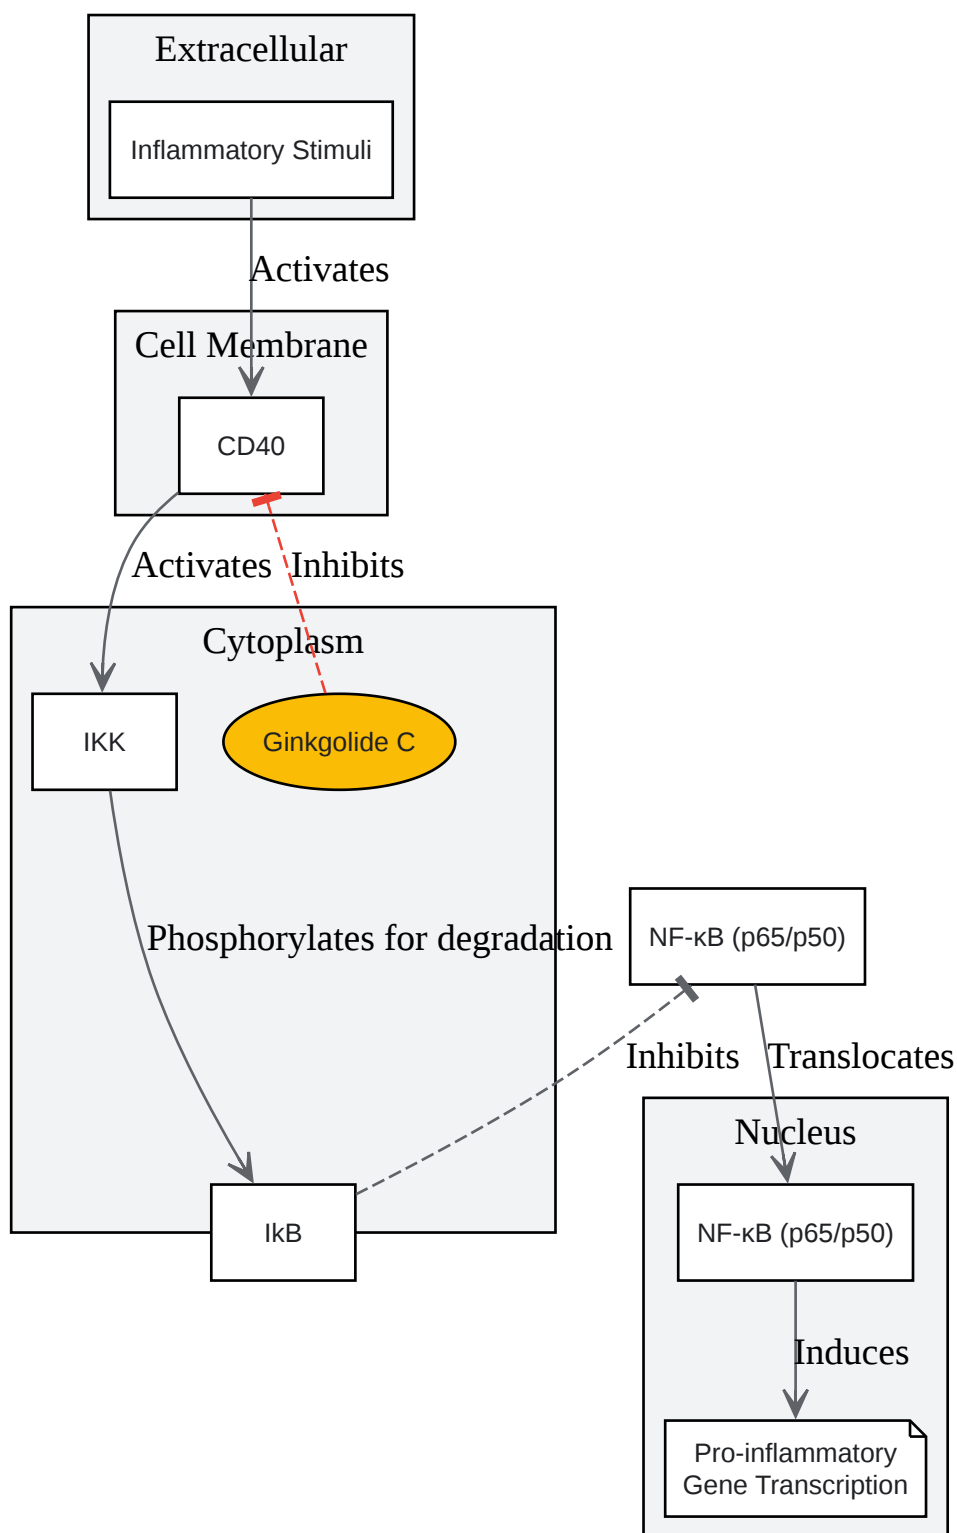 Extracellular
Inflammatory Stimuli
Activates
Cell Membrane
CD40
Activates
Inhibits
Cytoplasm
IKK
Ginkgolide C
Phosphorylates for degradation
NF-κB (p65/p50)
Inhibits
Translocates
Nucleus
IkB
NF-κB (p65/p50)
Induces
Pro-inflammatory
Gene Transcription